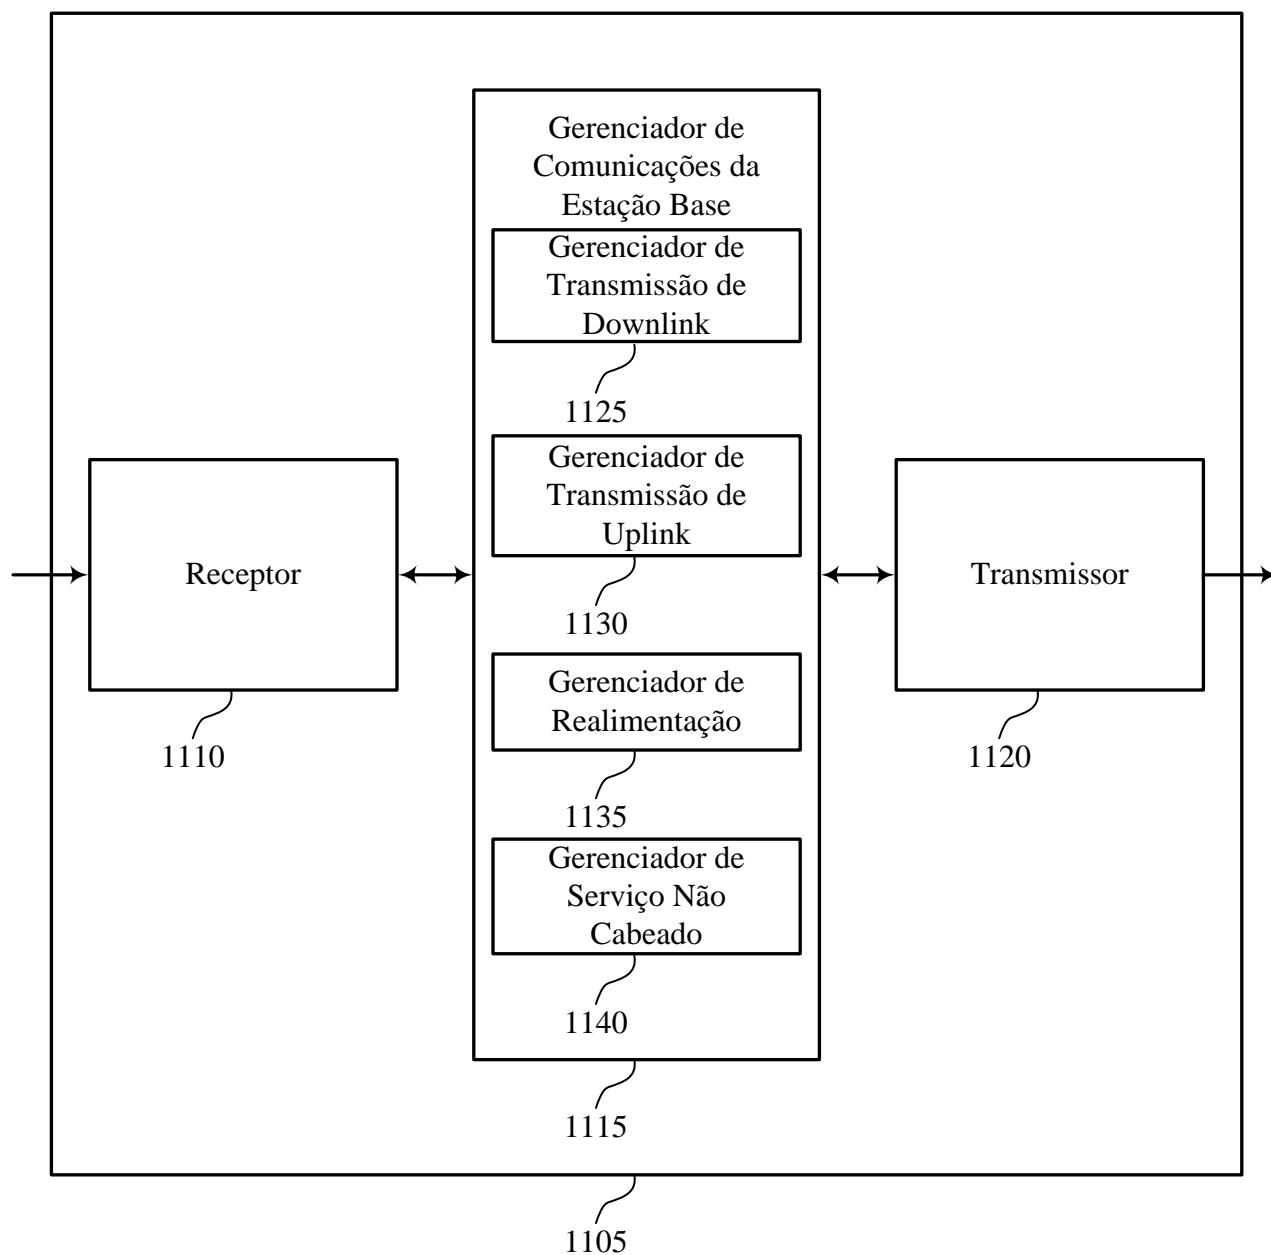 Gerenciador de
Comunicações da
Estação Base
Gerenciador de
Transmissão de
Downlink
1125
Gerenciador de
Transmissão de
Uplink
1130
Receptor
1110
Transmissor
1120
Gerenciador de
Realimentação
1135
Gerenciador de
Serviço Não
Cabeado
1140
1115
1105